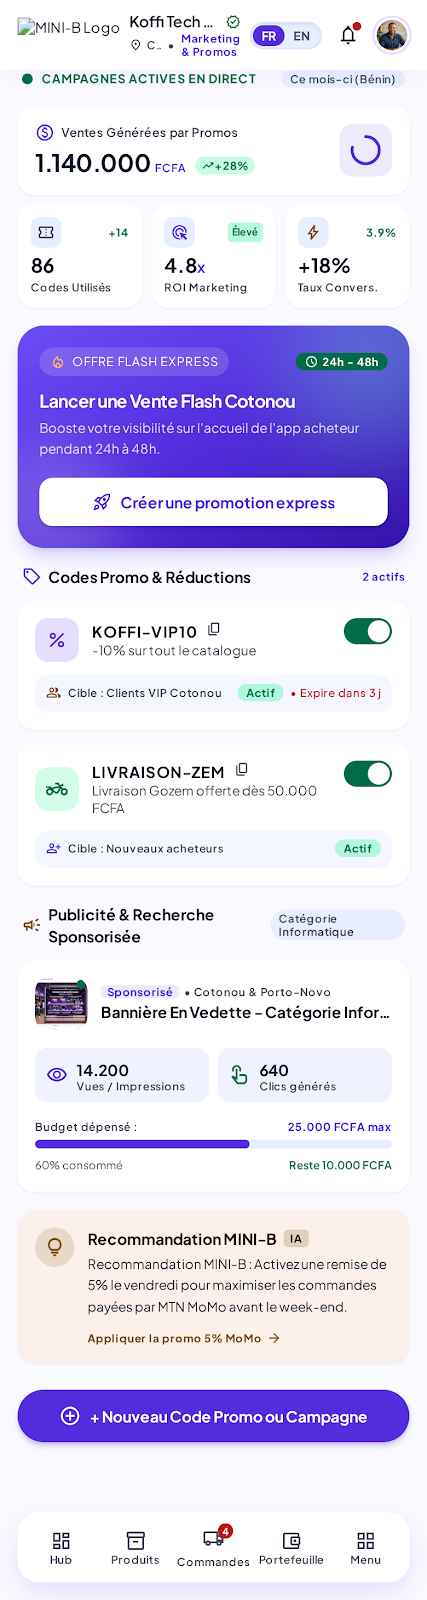 MINI-B Logo
Koffi Tech ...
C.. • Marketing & Promos
FR EN
CAMPAGNES ACTIVES EN DIRECT
Ce mois-ci (Bénin)
Ventes Générées par Promos
1.140.000 FCFA +28%
+14
86
Codes Utilisés
Élevé
4.8x
ROI Marketing
3.9%
+18%
Taux Convers.
OFFRE FLASH EXPRESS
24h - 48h
Lancer une Vente Flash Cotonou
Booste votre visibilité sur l'accueil de l'app acheteur
pendant 24h à 48h.
Créer une promotion express
Codes Promo & Réductions
2 actifs
KOFFI-VIP10
-10% sur tout le catalogue
Cible : Clients VIP Cotonou
Actif
• Expire dans 3 j
LIVRAISON-ZEM
Livraison Gozem offerte dès 50.000
FCFA
Cible : Nouveaux acheteurs
Actif
Publicité & Recherche
Sponsorisée
Catégorie
Informatique
Sponsorisé • Cotonou & Porto-Novo
Bannière En Vedette - Catégorie Infor...
14.200
Vues / Impressions
640
Clics générés
Budget dépensé :
25.000 FCFA max
60% consommé
Reste 10.000 FCFA
Recommandation MINI-B IA
Recommandation MINI-B : Activez une remise de
5% le vendredi pour maximiser les commandes
payées par MTN MoMo avant le week-end.
Appliquer la promo 5% MoMo →
+ Nouveau Code Promo ou Campagne
4
Hub
Produits
Commandes
Portefeuille
Menu